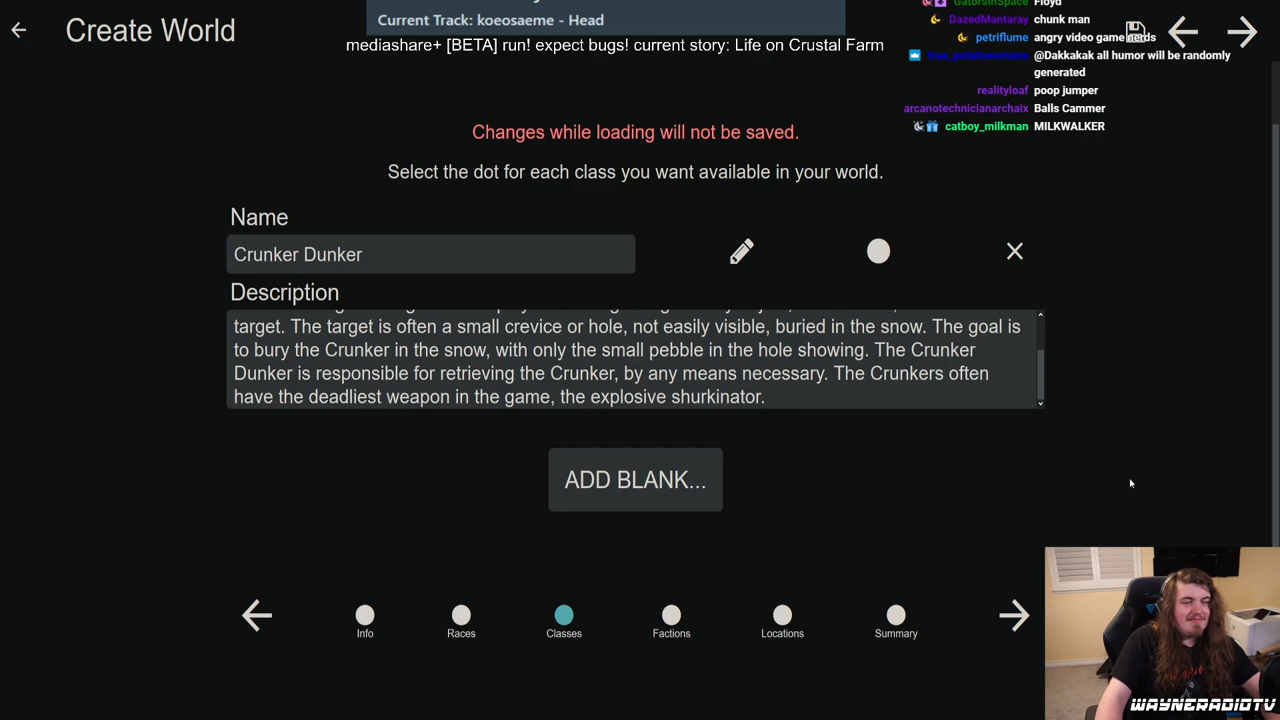 Create World
Current Track: koeosaeme - Head
mediashare+ [BETA] run! expect bugs! current story: Life on Crustal Farm
GatorsInSpace Floyd
DazedMantaray chunk man
petriflume angry video game nerds
@Dakkakak all humor will be randomly
generated
realityloaf poop jumper
arcanotechnicianarchaix Balls Cammer
catboy_milkman MILKWALKER
Changes while loading will not be saved.
Select the dot for each class you want available in your world.
Name
Crunker Dunker
Description
target. The target is often a small crevice or hole, not easily visible, buried in the snow. The goal is
to bury the Crunker in the snow, with only the small pebble in the hole showing. The Crunker
Dunker is responsible for retrieving the Crunker, by any means necessary. The Crunkers often
have the deadliest weapon in the game, the explosive shurkinator.
ADD BLANK...
Info
Races
Classes
Factions
Locations
Summary
WAYNERADIOTV